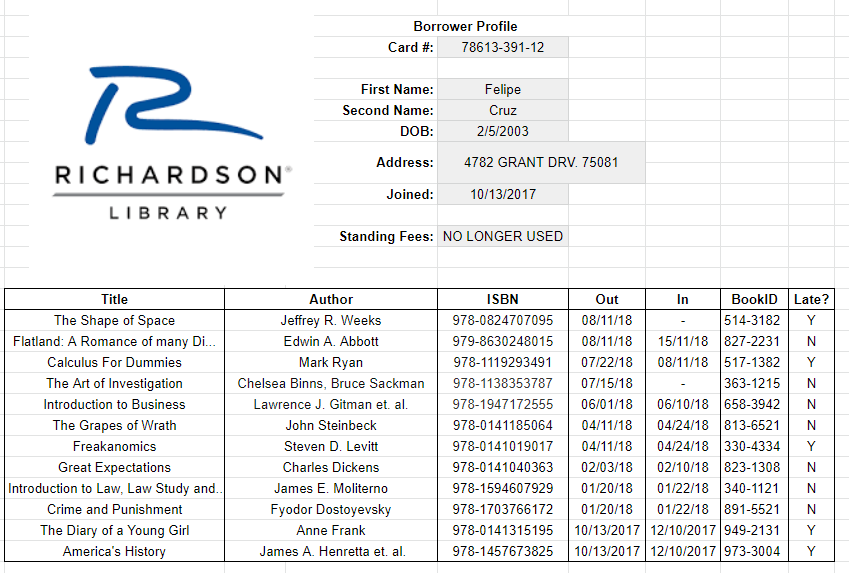 Borrower Profile
Card #: 78613-391-12
First Name: Felipe
Second Name: Cruz
DOB: 2/5/2003
Address: 4782 GRANT DRV. 75081
Joined: 10/13/2017
Standing Fees: NO LONGER USED
RICHARDSON®
LIBRARY
Title Author ISBN Out In BookID Late?
The Shape of Space Jeffrey R. Weeks 978-0824707095 08/11/18 - 514-3182 Y
Flatland: A Romance of many Di... Edwin A. Abbott 979-8630248015 08/11/18 15/11/18 827-2231 N
Calculus For Dummies Mark Ryan 978-1119293491 07/22/18 08/11/18 517-1382 Y
The Art of Investigation Chelsea Binns, Bruce Sackman 978-1138353787 07/15/18 - 363-1215 N
Introduction to Business Lawrence J. Gitman et. al. 978-1947172555 06/01/18 06/10/18 658-3942 N
The Grapes of Wrath John Steinbeck 978-0141185064 04/11/18 04/24/18 813-6521 N
Freakanomics Steven D. Levitt 978-0141019017 04/11/18 04/24/18 330-4334 Y
Great Expectations Charles Dickens 978-0141040363 02/03/18 02/10/18 823-1308 N
Introduction to Law, Law Study and.. James E. Moliterno 978-1594607929 01/20/18 01/22/18 340-1121 N
Crime and Punishment Fyodor Dostoyevsky 978-1703766172 01/20/18 01/22/18 891-5521 N
The Diary of a Young Girl Anne Frank 978-0141315195 10/13/2017 12/10/2017 949-2131 Y
America's History James A. Henretta et. al. 978-1457673825 10/13/2017 12/10/2017 973-3004 Y